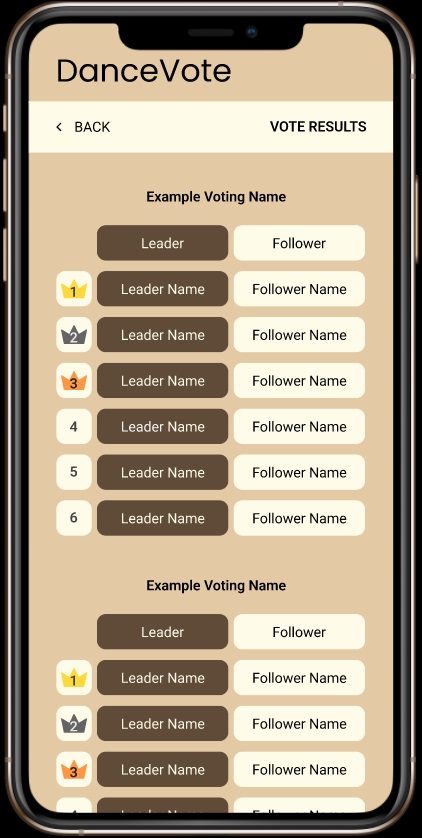 DanceVote
BACK VOTE RESULTS
Example Voting Name
Leader Follower
1 Leader Name Follower Name
2 Leader Name Follower Name
3 Leader Name Follower Name
4 Leader Name Follower Name
5 Leader Name Follower Name
6 Leader Name Follower Name
Example Voting Name
Leader Follower
1 Leader Name Follower Name
2 Leader Name Follower Name
3 Leader Name Follower Name